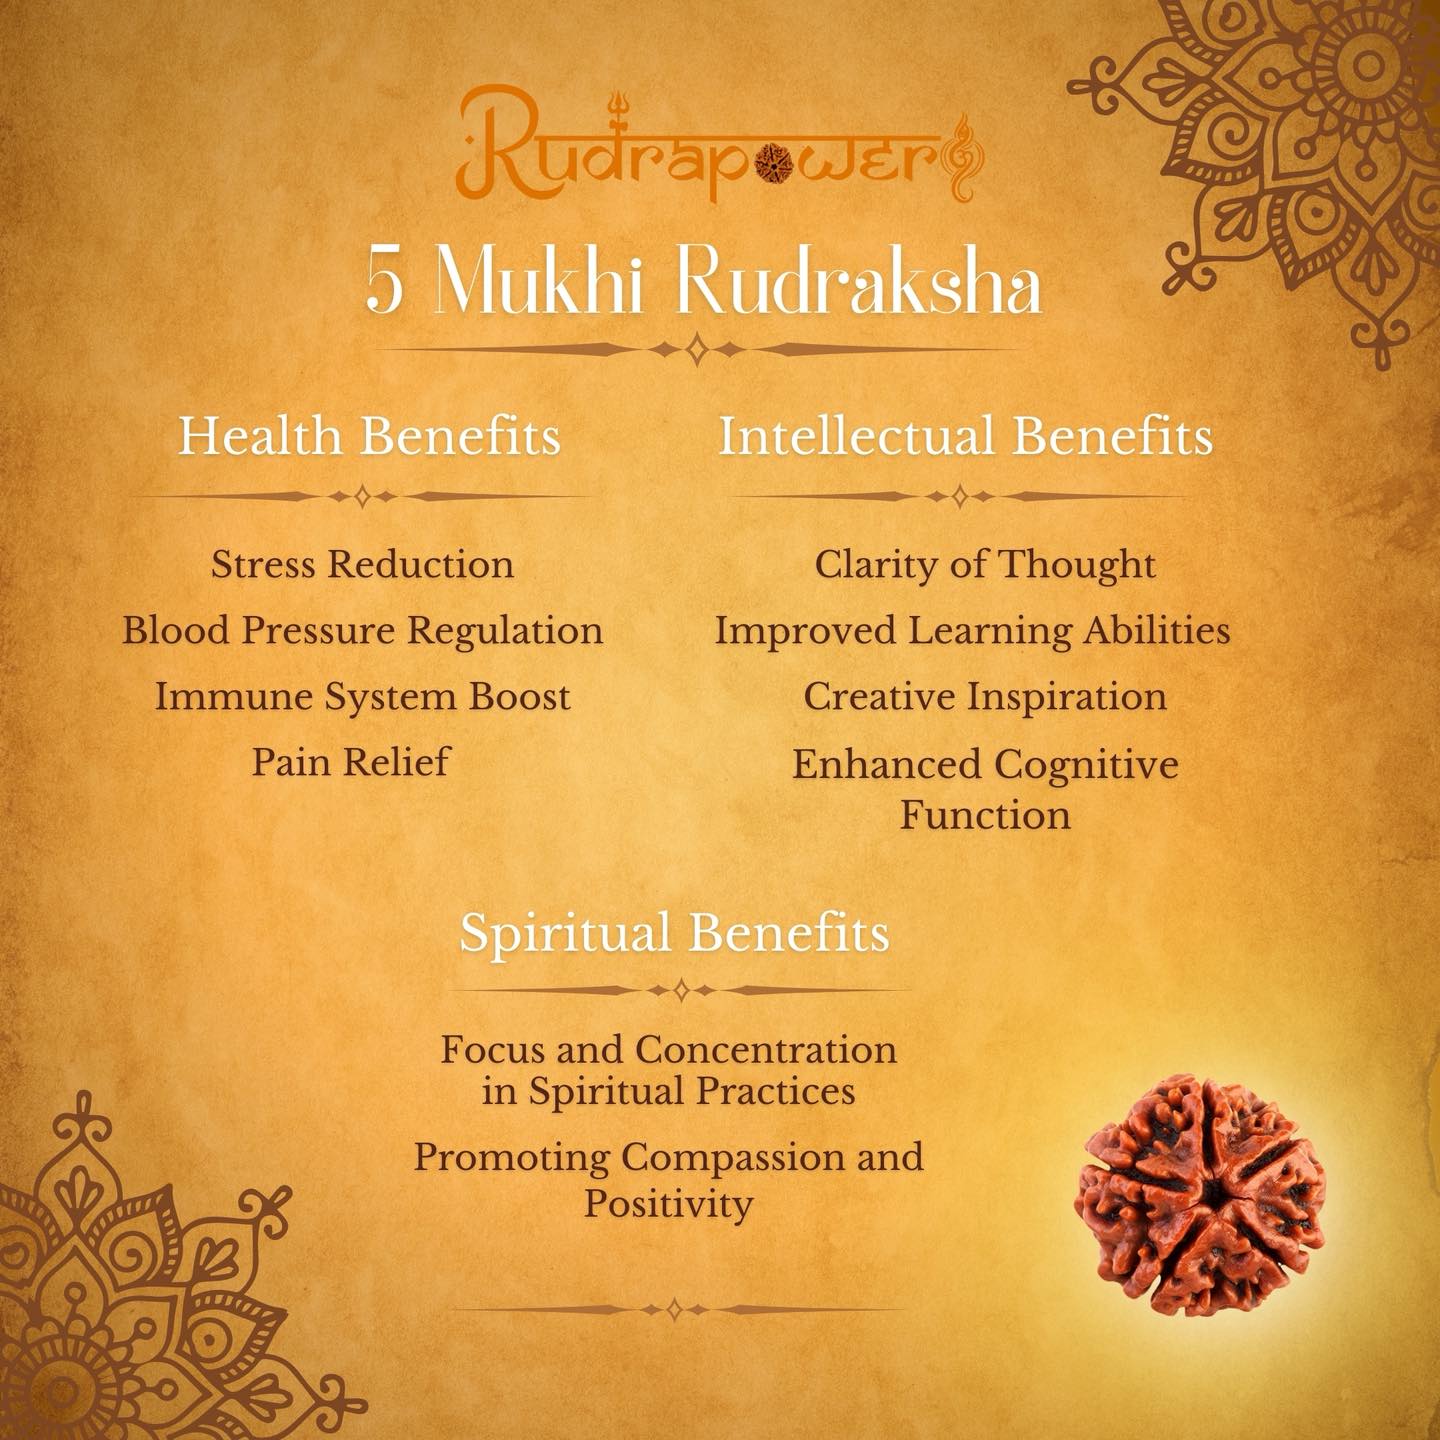 Rudrapower
5 Mukhi Rudraksha
Health Benefits
Stress Reduction
Blood Pressure Regulation
Immune System Boost
Pain Relief
Intellectual Benefits
Clarity of Thought
Improved Learning Abilities
Creative Inspiration
Enhanced Cognitive
Function
Spiritual Benefits
Focus and Concentration
in Spiritual Practices
Promoting Compassion and
Positivity